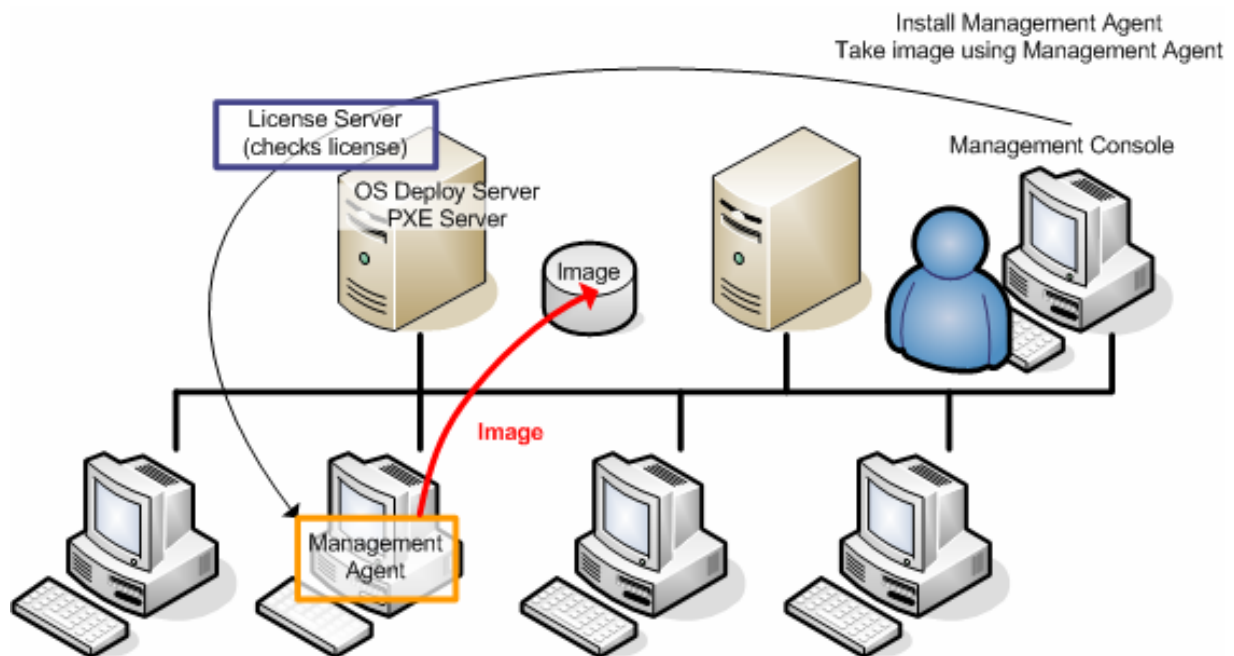 Install Management Agent
Take image using Management Agent
License Server
(checks license)
Management Console
OS Deploy Server
PXE Server
Image
Image
Management
Agent